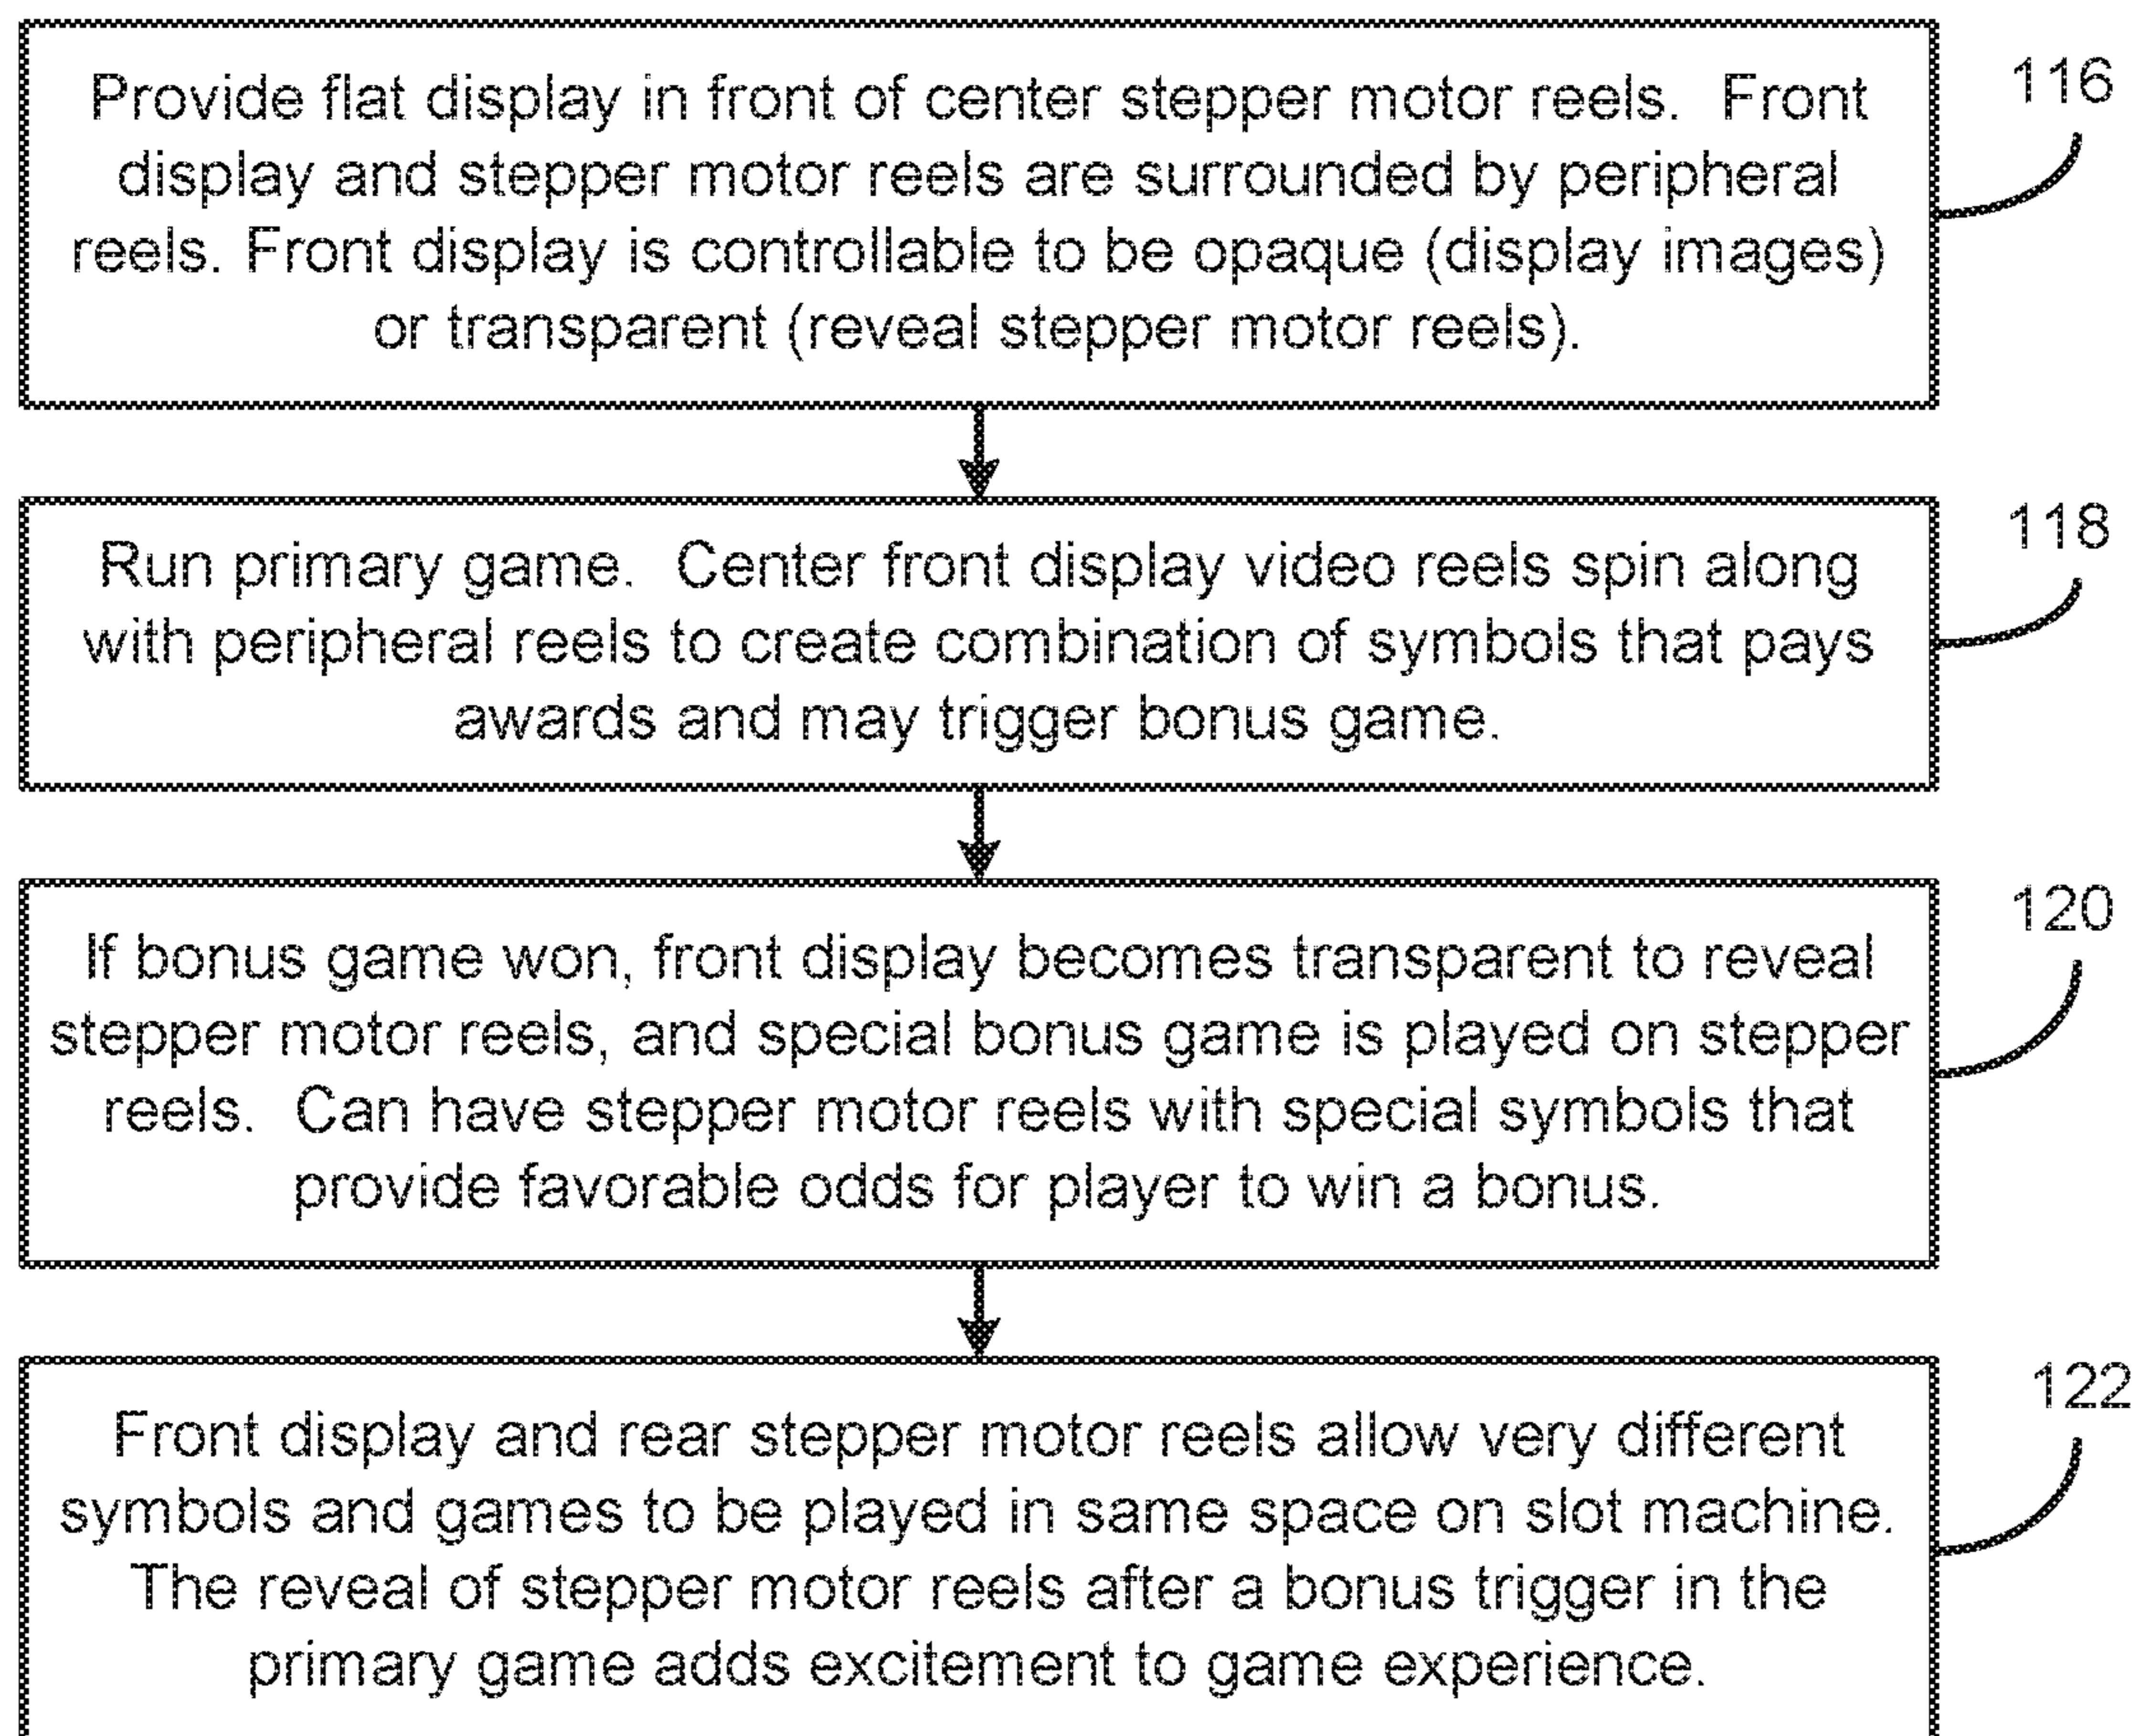 Provide flat display in front of center stepper motor reels.  Front
display and stepper motor reels are surrounded by peripheral
reels. Front display is controllable to be opaque (display images)
or transparent (reveal stepper motor reels).
116
Run primary game.  Center front display video reels spin along
with peripheral reels to create combination of symbols that pays
awards and may trigger bonus game.
118
If bonus game won, front display becomes transparent to reveal
stepper motor reels, and special bonus game is played on stepper
reels.  Can have stepper motor reels with special symbols that
provide favorable odds for player to win a bonus.
120
Front display and rear stepper motor reels allow very different
symbols and games to be played in same space on slot machine.
The reveal of stepper motor reels after a bonus trigger in the
primary game adds excitement to game experience.
122